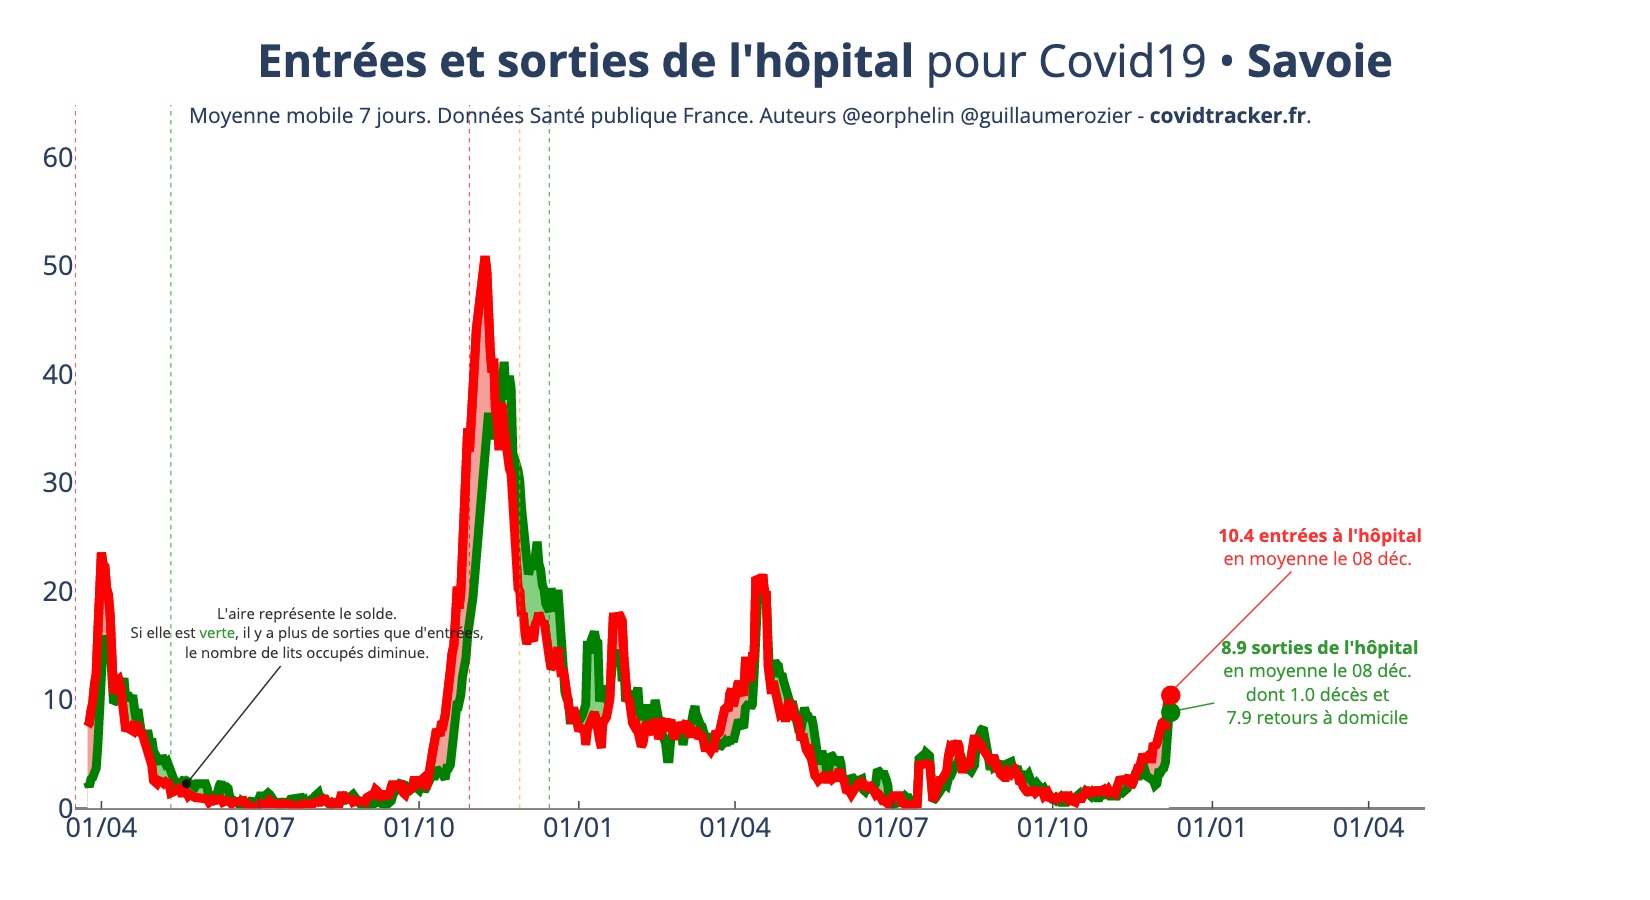 Entrées et sorties de l'hôpital pour Covid19 • Savoie
Moyenne mobile 7 jours. Données Santé publique France. Auteurs @eorphelin @guillaumerozier - covidtracker.fr.
60
50
40
30
20
10
0
10.4 entrées à l'hôpital
en moyenne le 08 déc.
L'aire représente le solde.
Si elle est verte, il y a plus de sorties que d'entrées,
le nombre de lits occupés diminue.
8.9 sorties de l'hôpital
en moyenne le 08 déc.
dont 1.0 décès et
7.9 retours à domicile
01/04 01/07 01/10 01/01 01/04 01/07 01/10 01/01 01/04